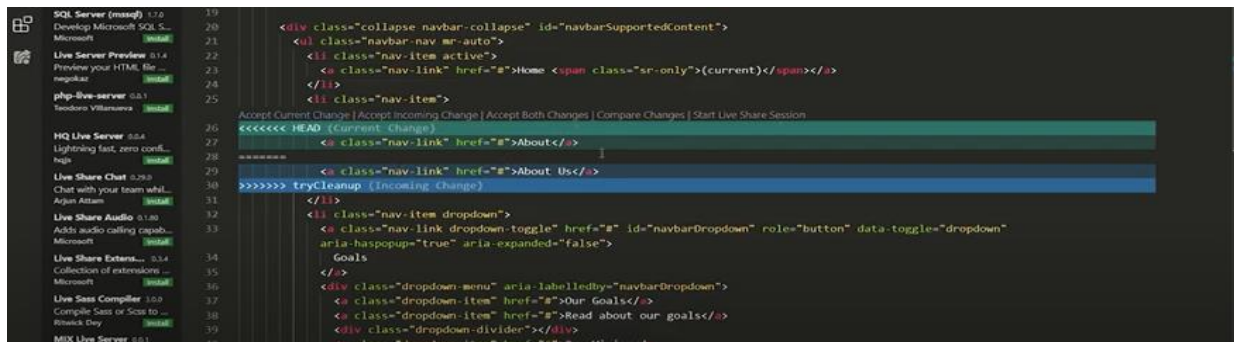 SQL Server (mssql) 1.7.0
Develop Microsoft SQL S...
Microsoft Install
Live Server Preview 0.1.4
Preview your HTML file ...
negokaz Install
php-live-server 0.0.1
Teodoro Villanueva Install
HQ Live Server 0.0.4
Lightning fast, zero confi...
hqjs Install
Live Share Chat 0.29.0
Chat with your team whil...
Arjun Attam Install
Live Share Audio 0.1.80
Adds audio calling capab...
Microsoft Install
Live Share Extens... 0.3.4
Collection of extensions ...
Microsoft Install
Live Sass Compiler 3.0.0
Compile Sass or Scss to ...
Ritwick Dey Install
MIX Live Server 0.0.1
19
20 <div class="collapse navbar-collapse" id="navbarSupportedContent">
21 <ul class="navbar-nav mr-auto">
22 <li class="nav-item active">
23 <a class="nav-link" href="#">Home <span class="sr-only">(current)</span></a>
24 </li>
25 <li class="nav-item">
Accept Current Change | Accept Incoming Change | Accept Both Changes | Compare Changes | Start Live Share Session
26 <<<<<<< HEAD (Current Change)
27 <a class="nav-link" href="#">About</a>
28 =======
29 <a class="nav-link" href="#">About Us</a>
30 >>>>>>> tryCleanup (Incoming Change)
31 </li>
32 <li class="nav-item dropdown">
33 <a class="nav-link dropdown-toggle" href="#" id="navbarDropdown" role="button" data-toggle="dropdown"
aria-haspopup="true" aria-expanded="false">
34 Goals
35 </a>
36 <div class="dropdown-menu" aria-labelledby="navbarDropdown">
37 <a class="dropdown-item" href="#">Our Goals</a>
38 <a class="dropdown-item" href="#">Read about our goals</a>
39 <div class="dropdown-divider"></div>